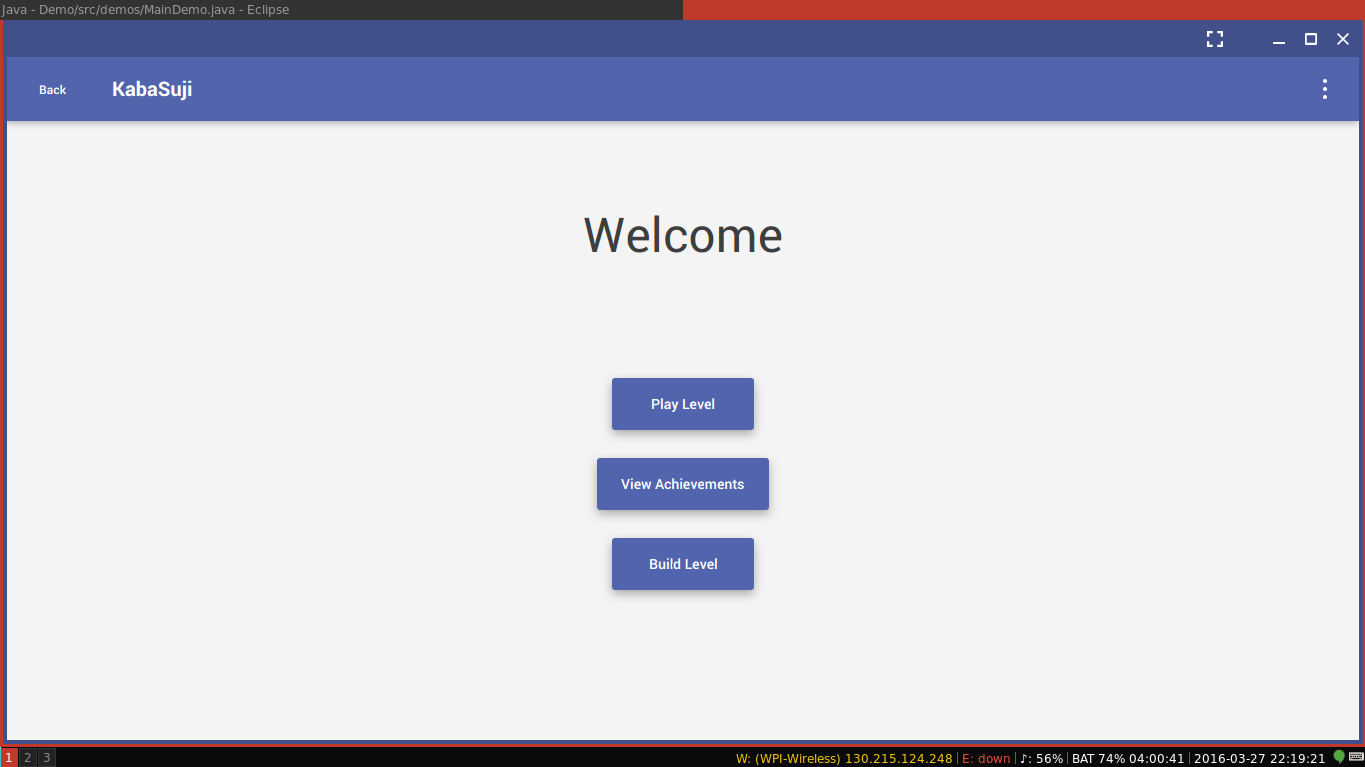 Java - Demo/src/demos/MainDemo.java - Eclipse
Back KabaSuji
Welcome
Play Level
View Achievements
Build Level
1 2 3 W: (WPI-Wireless) 130.215.124.248 | E: down | ♪: 56% | BAT 74% 04:00:41 | 2016-03-27 22:19:21